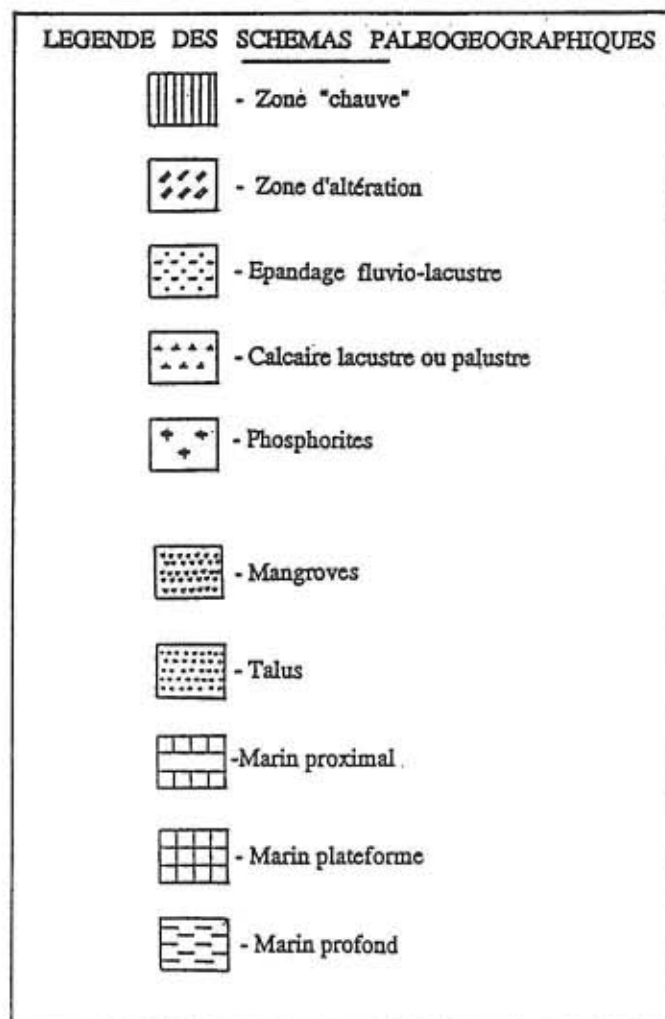 LEGENDE DES SCHEMAS PALEOGEOGRAPHIQUES
- Zone "chauve"
- Zone d'altération
- Epandage fluvio-lacustre
- Calcaire lacustre ou palustre
- Phosphorites
- Mangroves
- Talus
-Marin proximal
- Marin plateforme
- Marin profond